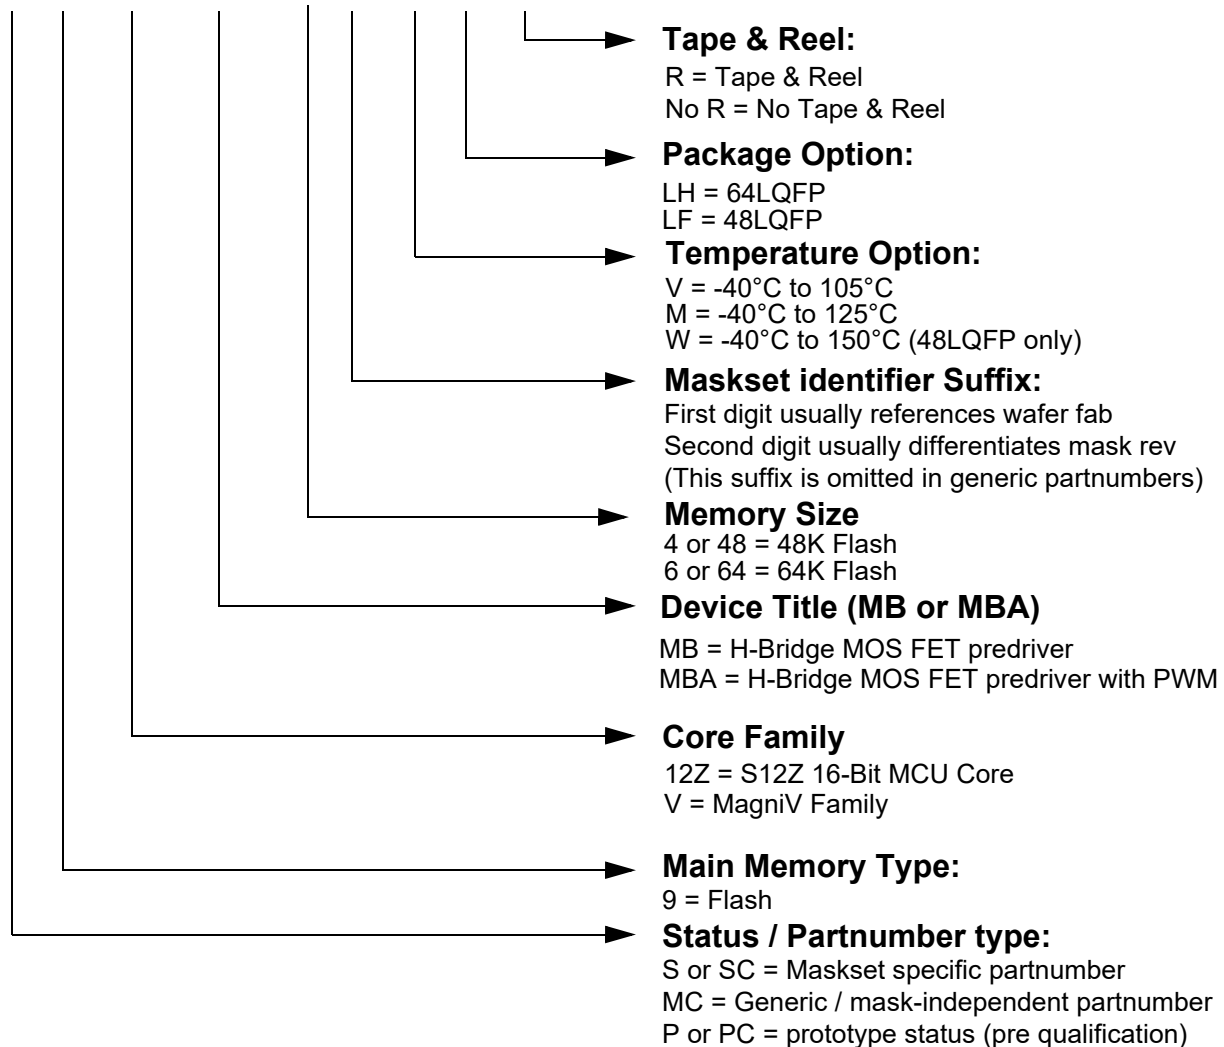 Tape & Reel:
R = Tape & Reel
No R = No Tape & Reel
Package Option:
LH = 64LQFP
LF = 48LQFP
Temperature Option:
V = -40°C to 105°C
M = -40°C to 125°C
W = -40°C to 150°C (48LQFP only)
Maskset identifier Suffix:
First digit usually references wafer fab
Second digit usually differentiates mask rev
(This suffix is omitted in generic partnumbers)
Memory Size
4 or 48 = 48K Flash
6 or 64 = 64K Flash
Device Title (MB or MBA)
MB = H-Bridge MOS FET predriver
MBA = H-Bridge MOS FET predriver with PWM
Core Family
12Z = S12Z 16-Bit MCU Core
V = MagniV Family
Main Memory Type:
9 = Flash
Status / Partnumber type:
S or SC = Maskset specific partnumber
MC = Generic / mask-independent partnumber
P or PC = prototype status (pre qualification)